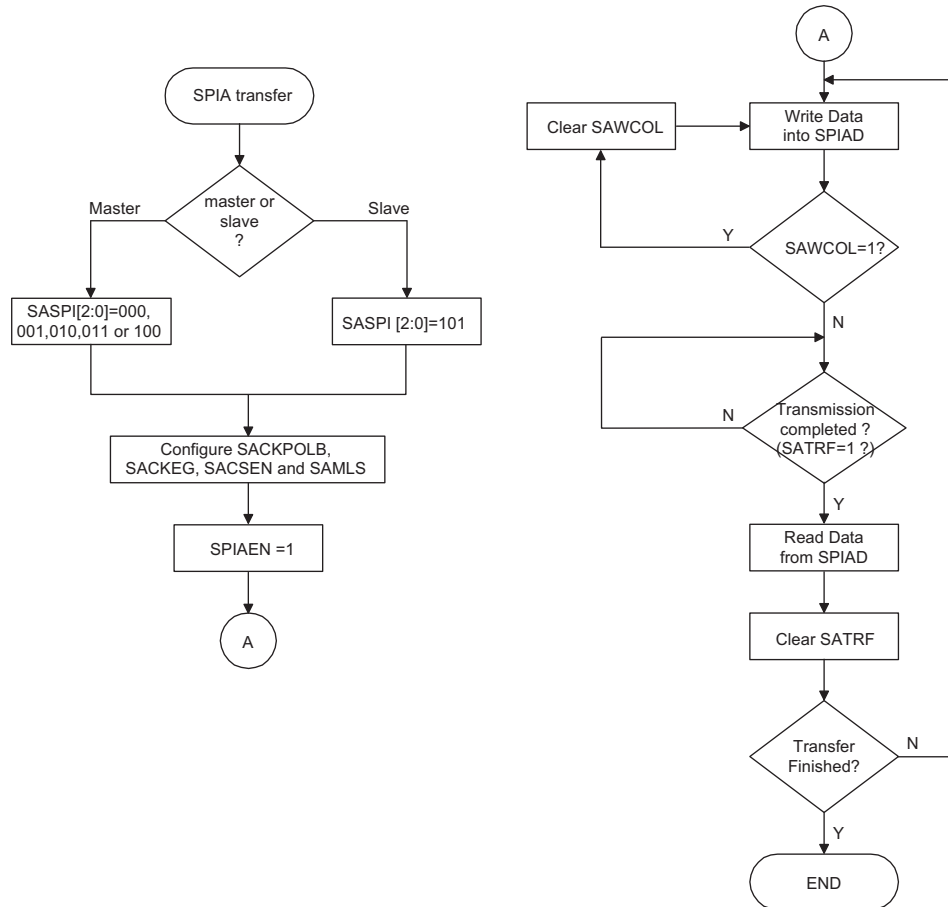 SPIA transfer
master or
slave
?
Master
Slave
SASPI[2:0]=000,
001,010,011 or 100
SASPI [2:0]=101
Configure SACKPOLB,
SACKEG, SACSEN and SAMLS
SPIAEN =1
A
A
Write Data
into SPIAD
Clear SAWCOL
SAWCOL=1?
Y
N
Transmission
completed ?
(SATRF=1 ?)
N
Y
Read Data
from SPIAD
Clear SATRF
Transfer
Finished?
N
Y
END